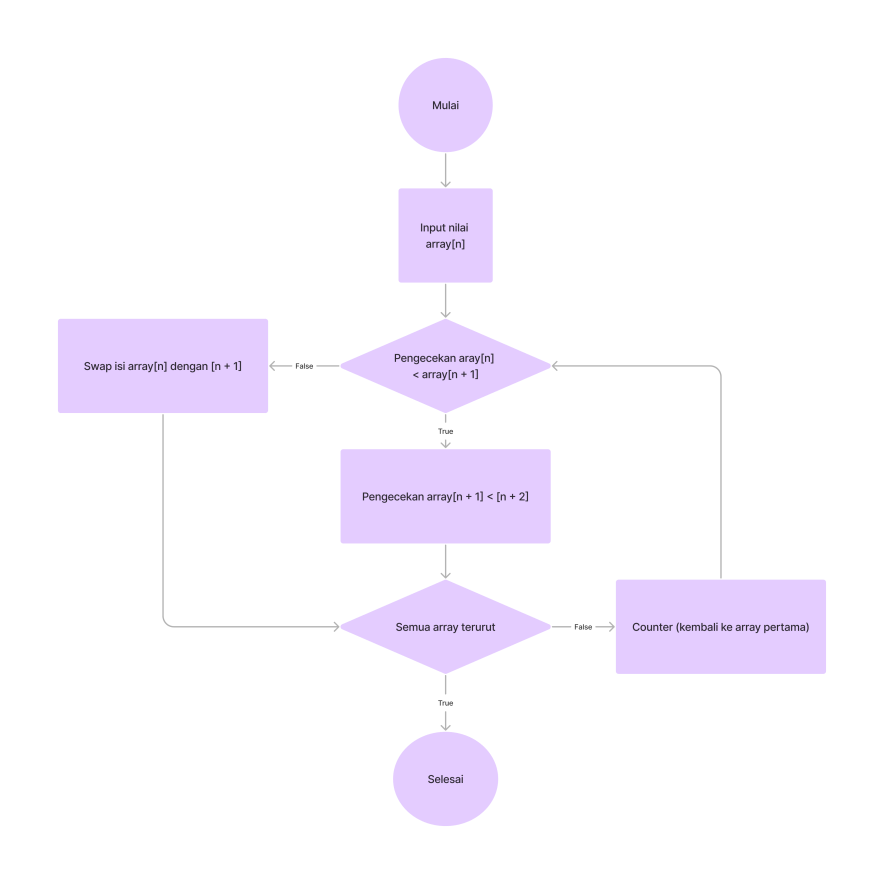 Mulai
Input nilai
array[n]
Pengecekan aray[n]
< array[n + 1]
False
Swap isi array[n] dengan [n + 1]
True
Pengecekan array[n + 1] < [n + 2]
Semua array terurut
False
Counter (kembali ke array pertama)
True
Selesai